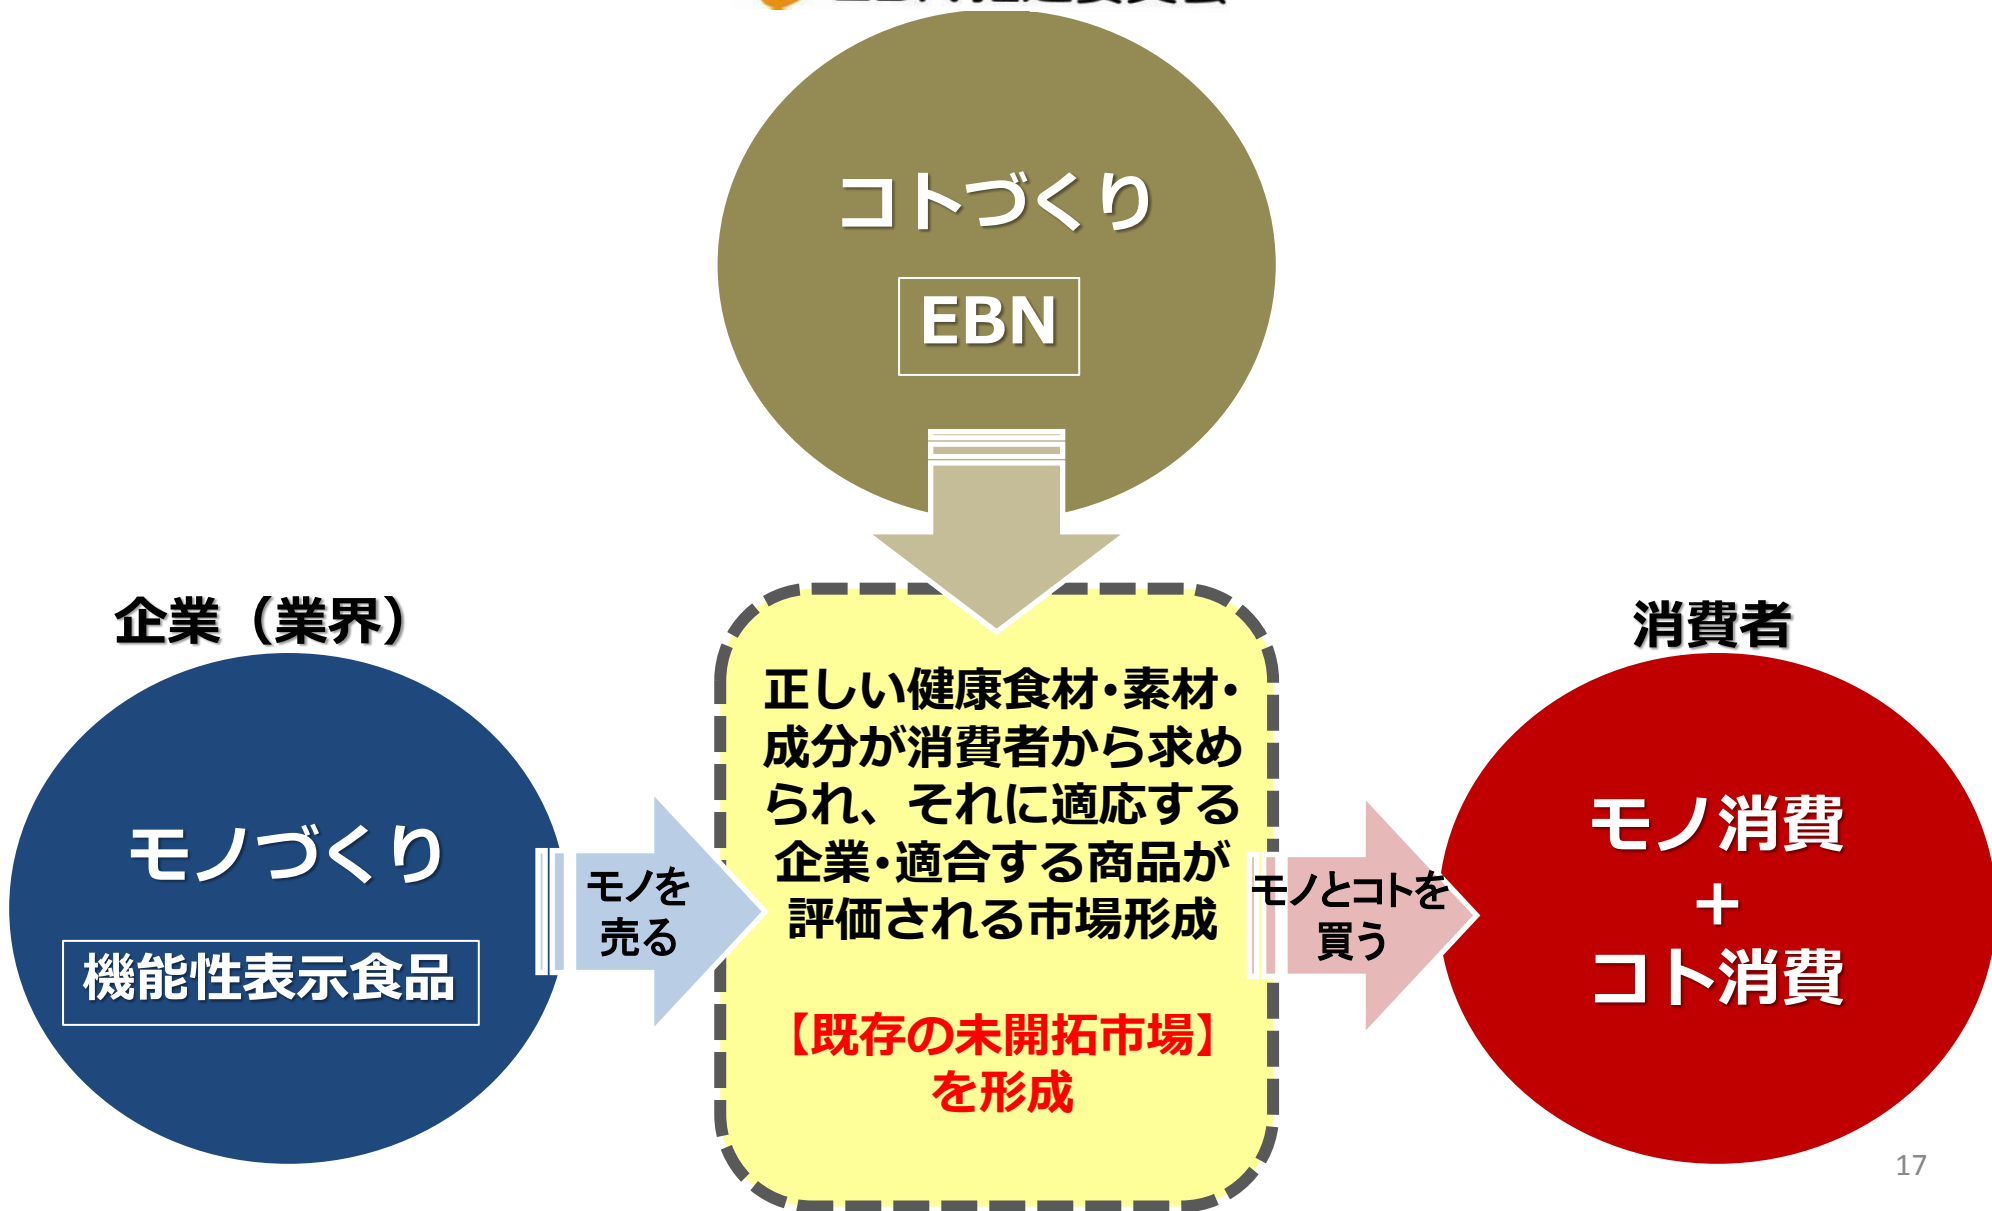 コトづくり
EBN
企業（業界）
モノづくり
機能性表示食品
モノを
売る
正しい健康食材・素材・
成分が消費者から求め
られ、それに適応する
企業・適合する商品が
評価される市場形成
【既存の未開拓市場】
を形成
モノとコトを
買う
消費者
モノ消費
+
コト消費
17